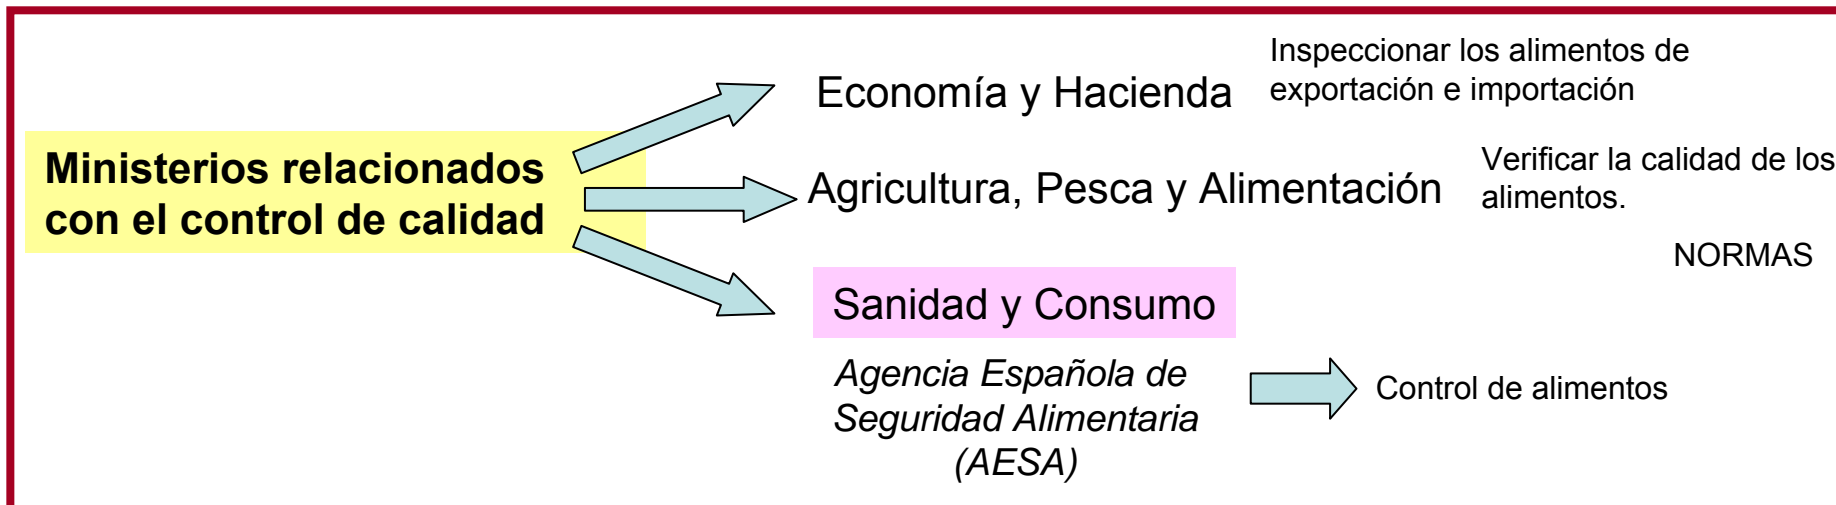 Ministerios relacionados
con el control de calidad
Economía y Hacienda
Inspeccionar los alimentos de
exportación e importación
Agricultura, Pesca y Alimentación
Verificar la calidad de los
alimentos.
NORMAS
Sanidad y Consumo
Agencia Española de
Seguridad Alimentaria
(AESA)
Control de alimentos